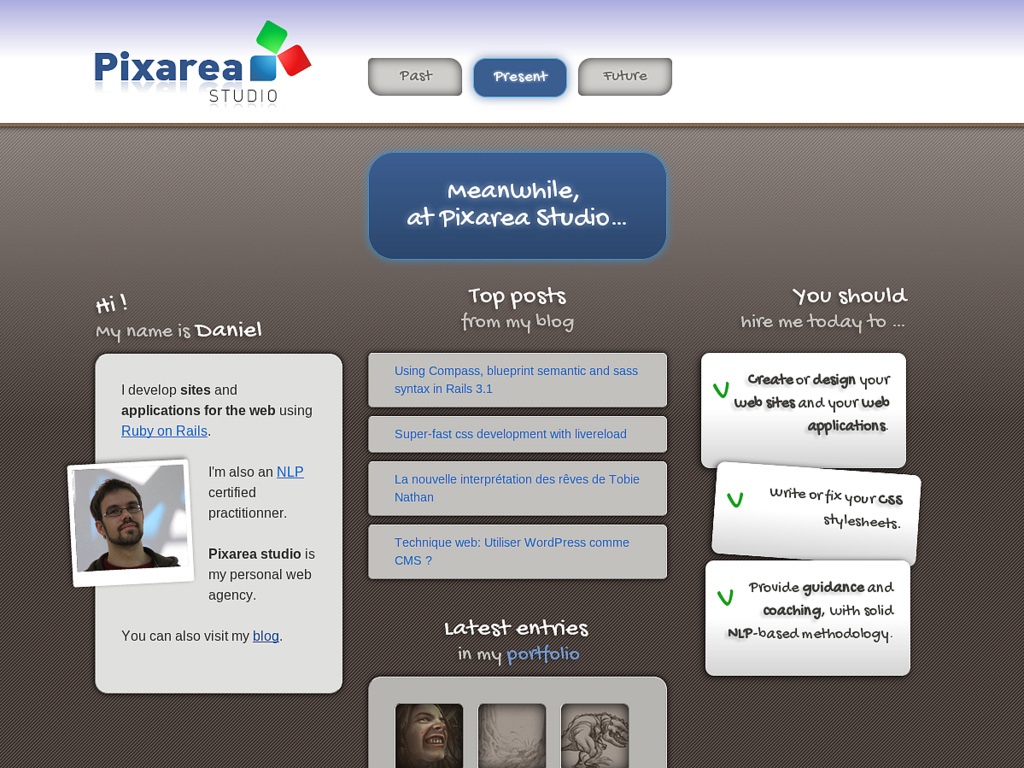 Pixarea
STUDIO
Past
Present
Future
Meanwhile,
at Pixarea Studio...
Hi !
My name is Daniel
I develop sites and
applications for the web using
Ruby on Rails.
I'm also an NLP
certified
practitionner.
Pixarea studio is
my personal web
agency.
You can also visit my blog.
Top posts
from my blog
Using Compass, blueprint semantic and sass
syntax in Rails 3.1
Super-fast css development with livereload
La nouvelle interprétation des rêves de Tobie
Nathan
Technique web: Utiliser WordPress comme
CMS ?
Latest entries
in my portfolio
You should
hire me today to ...
Create or design your
web sites and your web
applications.
Write or fix your CSS
stylesheets.
Provide guidance and
coaching, with solid
NLP-based methodology.